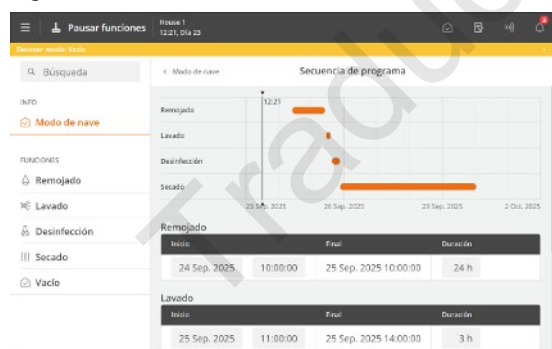 Pausar funciones
House 1
12:21, Día 23
4
Detener modo: Vacío
Búsqueda
< Modo de nave
Secuencia de programa
INFO
Modo de nave
FUNCIONES
Remojado
Lavado
Desinfección
Secado
Vacío
12:21
Remojado
Lavado
Desinfección
Secado
23 Sep. 2025
26 Sep. 2025
29 Sep. 2025
2 Oct. 2025
Remojado
Inicio Final Duración
24 Sep. 2025 10:00:00 25 Sep. 2025 10:00:00 24 h
Lavado
Inicio Final Duración
25 Sep. 2025 11:00:00 25 Sep. 2025 14:00:00 3 h